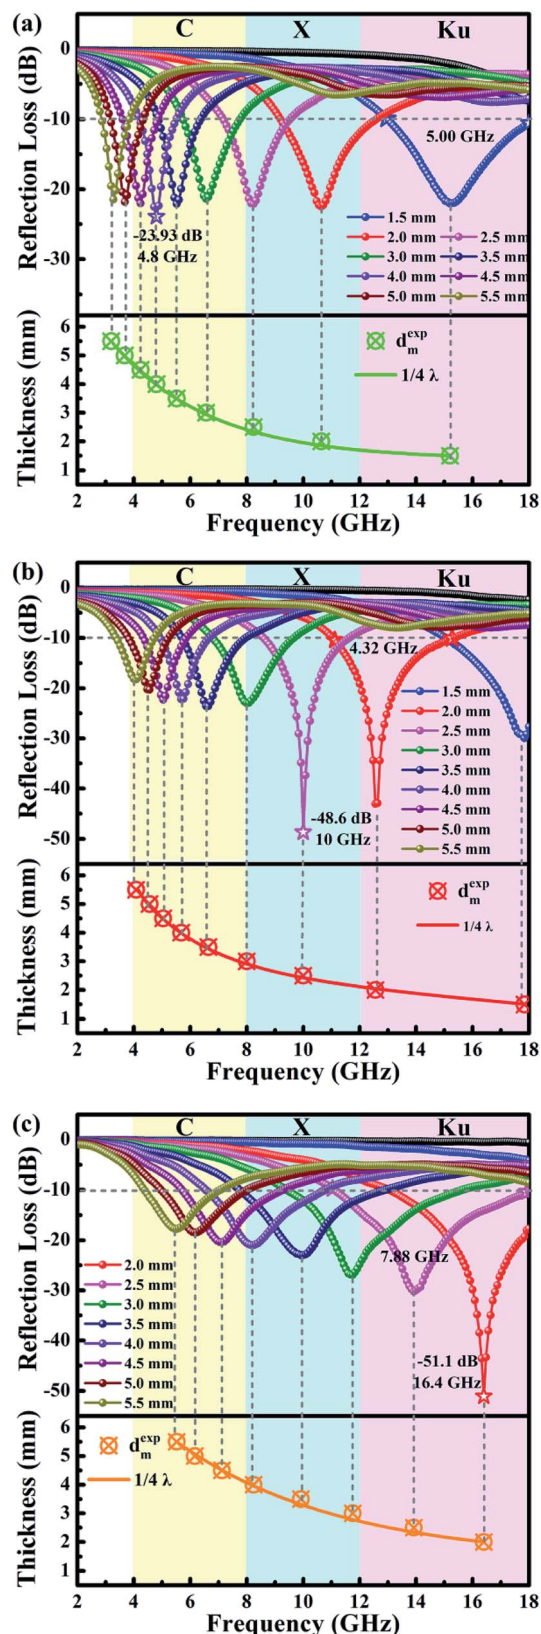 (a)
C X Ku
0
-10
-20
-30
Reflection Loss (dB)
5.00 GHz
-23.93 dB
4.8 GHz
1.5 mm
2.0 mm 2.5 mm
3.0 mm 3.5 mm
4.0 mm 4.5 mm
5.0 mm 5.5 mm
6
5
4
3
2
1
Thickness (mm)
d_m^exp
1/4 λ
2 4 6 8 10 12 14 16 18
Frequency (GHz)
(b)
C X Ku
0
-10
-20
-30
-40
-50
Reflection Loss (dB)
4.32 GHz
-48.6 dB
10 GHz
1.5 mm
2.0 mm
2.5 mm
3.0 mm
3.5 mm
4.0 mm
4.5 mm
5.0 mm
5.5 mm
6
5
4
3
2
1
Thickness (mm)
d_m^exp
1/4 λ
2 4 6 8 10 12 14 16 18
Frequency (GHz)
(c)
C X Ku
0
-10
-20
-30
-40
-50
Reflection Loss (dB)
7.88 GHz
-51.1 dB
16.4 GHz
2.0 mm
2.5 mm
3.0 mm
3.5 mm
4.0 mm
4.5 mm
5.0 mm
5.5 mm
6
5
4
3
2
1
Thickness (mm)
d_m^exp
1/4 λ
2 4 6 8 10 12 14 16 18
Frequency (GHz)